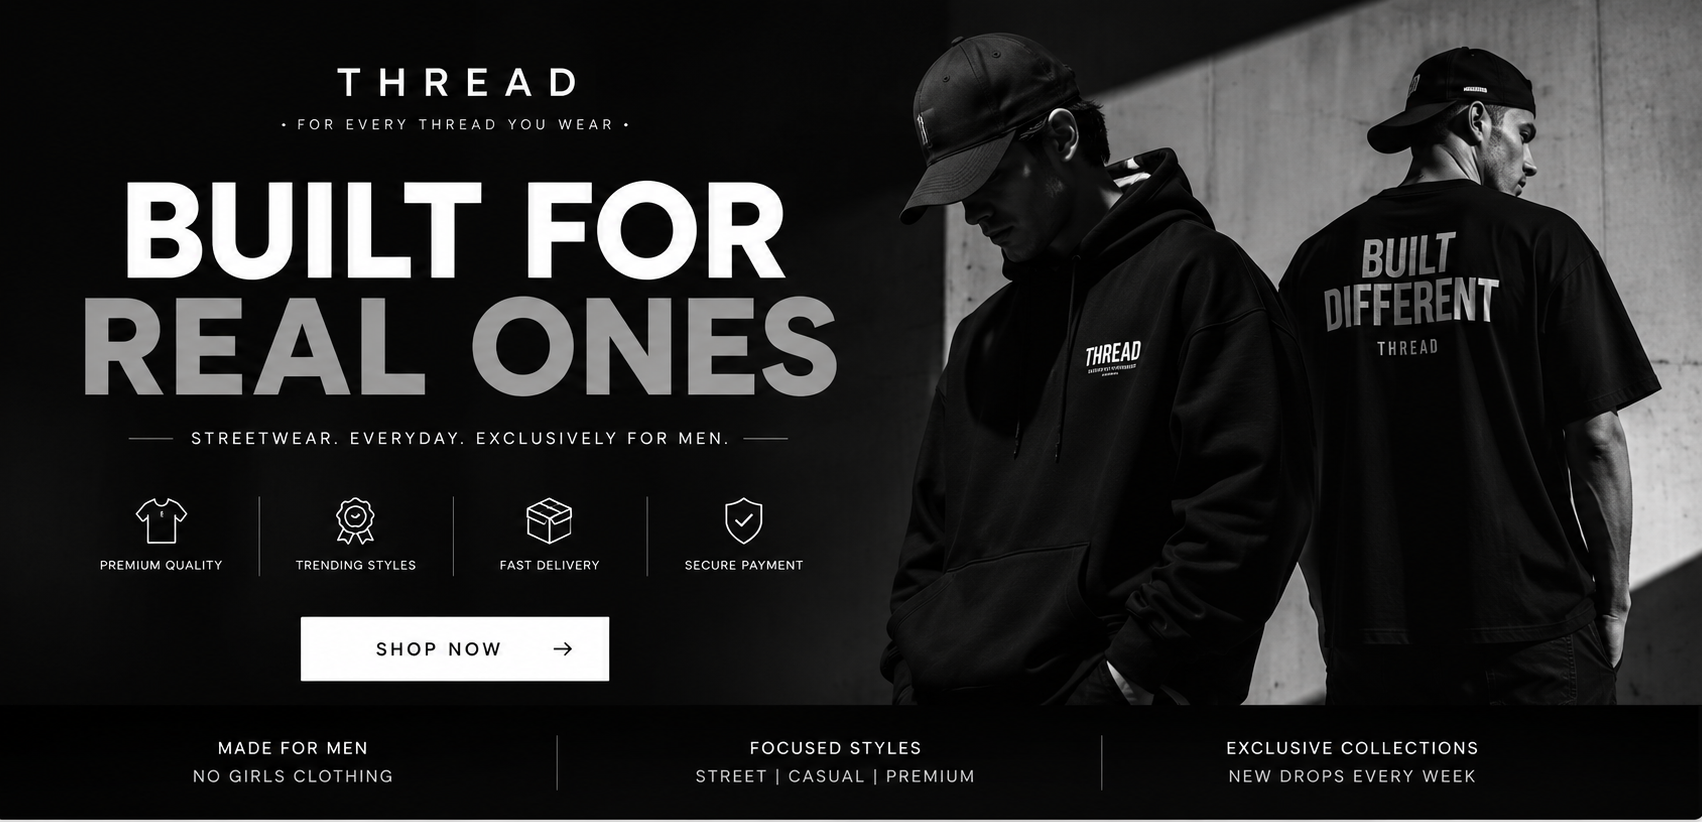 THREAD
• FOR EVERY THREAD YOU WEAR •
BUILT FOR
REAL ONES
STREETWEAR. EVERYDAY. EXCLUSIVELY FOR MEN.
PREMIUM QUALITY
TRENDING STYLES
FAST DELIVERY
SECURE PAYMENT
SHOP NOW →
THREAD
BUILT
DIFFERENT
THREAD
MADE FOR MEN
NO GIRLS CLOTHING
FOCUSED STYLES
STREET | CASUAL | PREMIUM
EXCLUSIVE COLLECTIONS
NEW DROPS EVERY WEEK